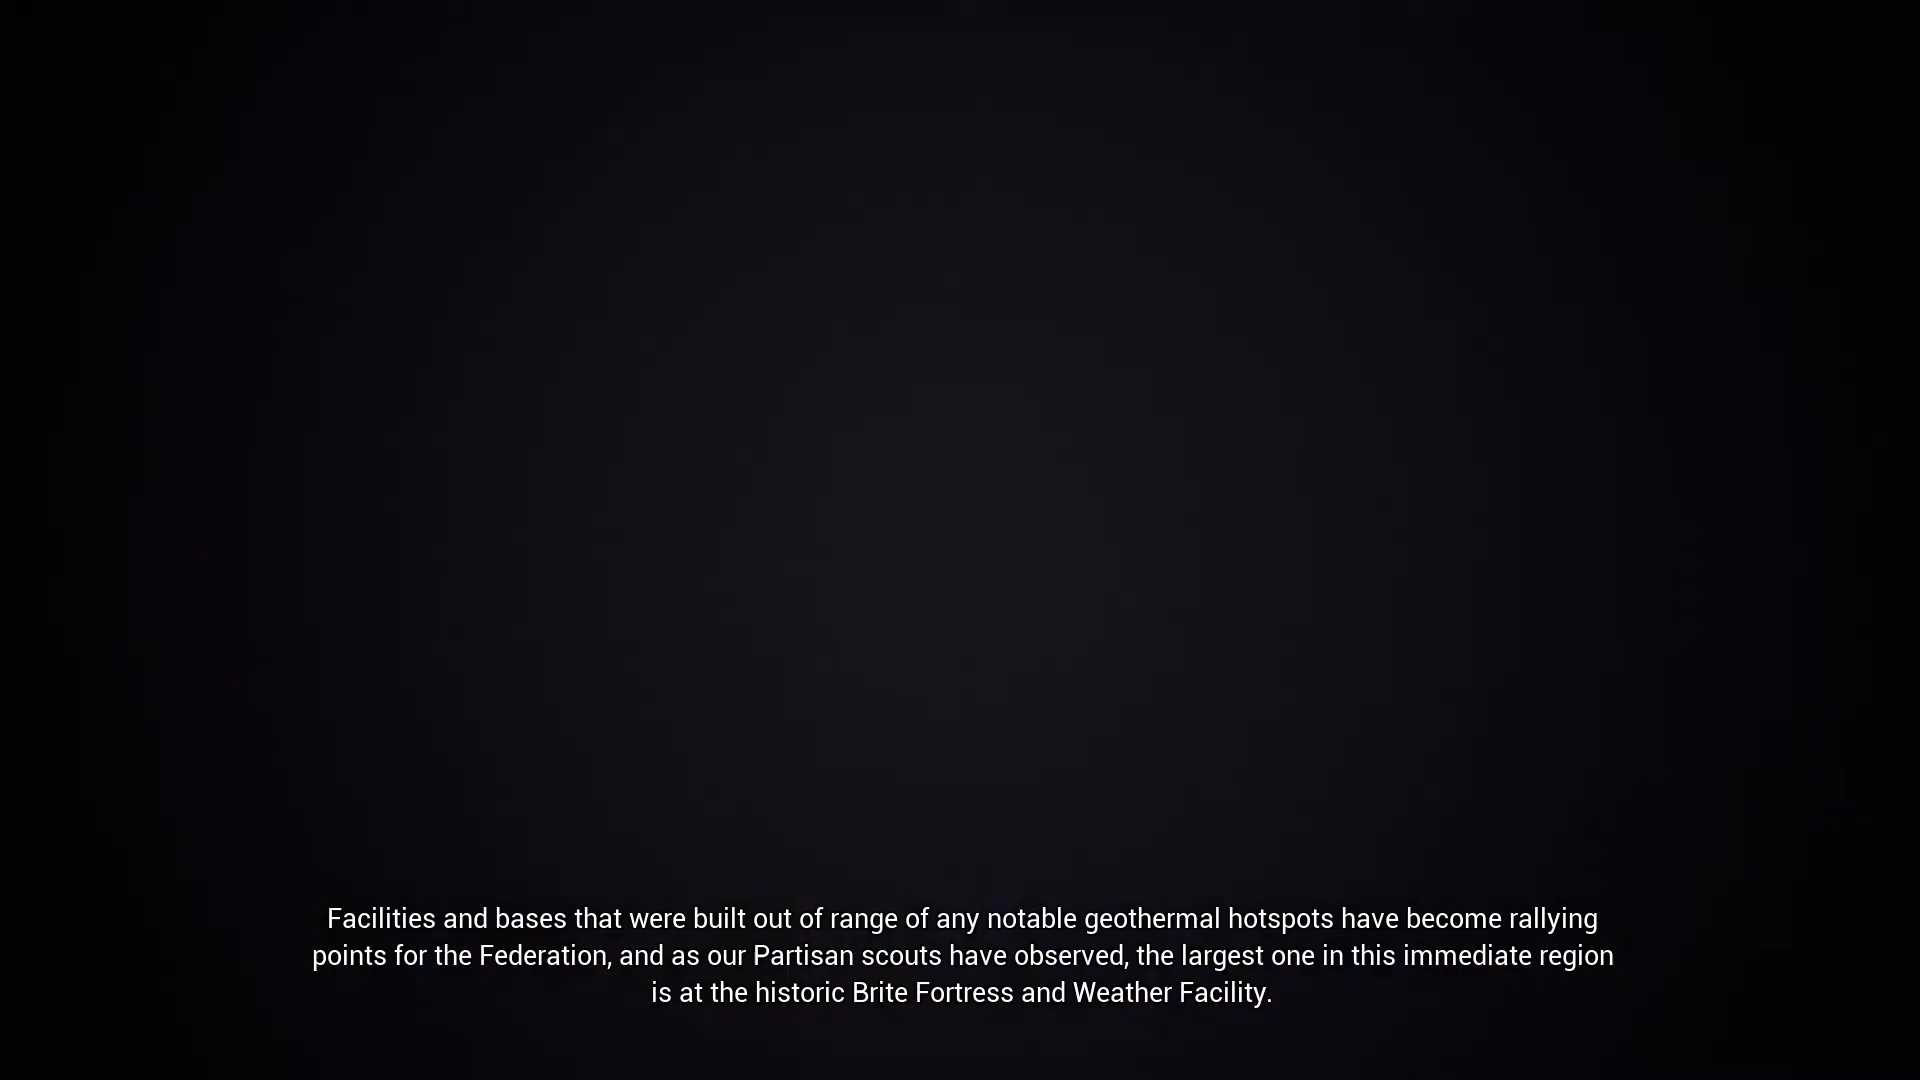 Facilities and bases that were built out of range of any notable geothermal hotspots have become rallying
points for the Federation, and as our Partisan scouts have observed, the largest one in this immediate region
is at the historic Brite Fortress and Weather Facility.